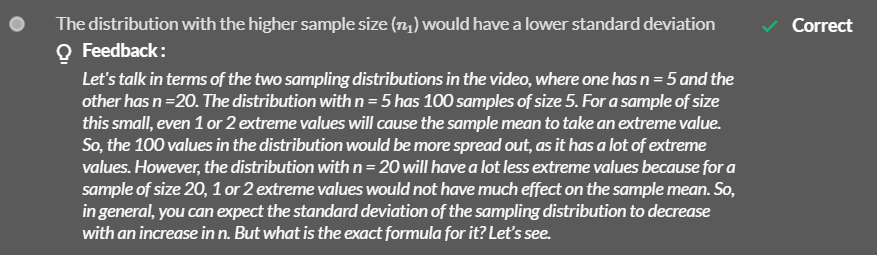 The distribution with the higher sample size (n₁) would have a lower standard deviation
Correct
Feedback :
Let's talk in terms of the two sampling distributions in the video, where one has n = 5 and the
other has n =20. The distribution with n = 5 has 100 samples of size 5. For a sample of size
this small, even 1 or 2 extreme values will cause the sample mean to take an extreme value.
So, the 100 values in the distribution would be more spread out, as it has a lot of extreme
values. However, the distribution with n = 20 will have a lot less extreme values because for a
sample of size 20, 1 or 2 extreme values would not have much effect on the sample mean. So,
in general, you can expect the standard deviation of the sampling distribution to decrease
with an increase in n. But what is the exact formula for it? Let's see.